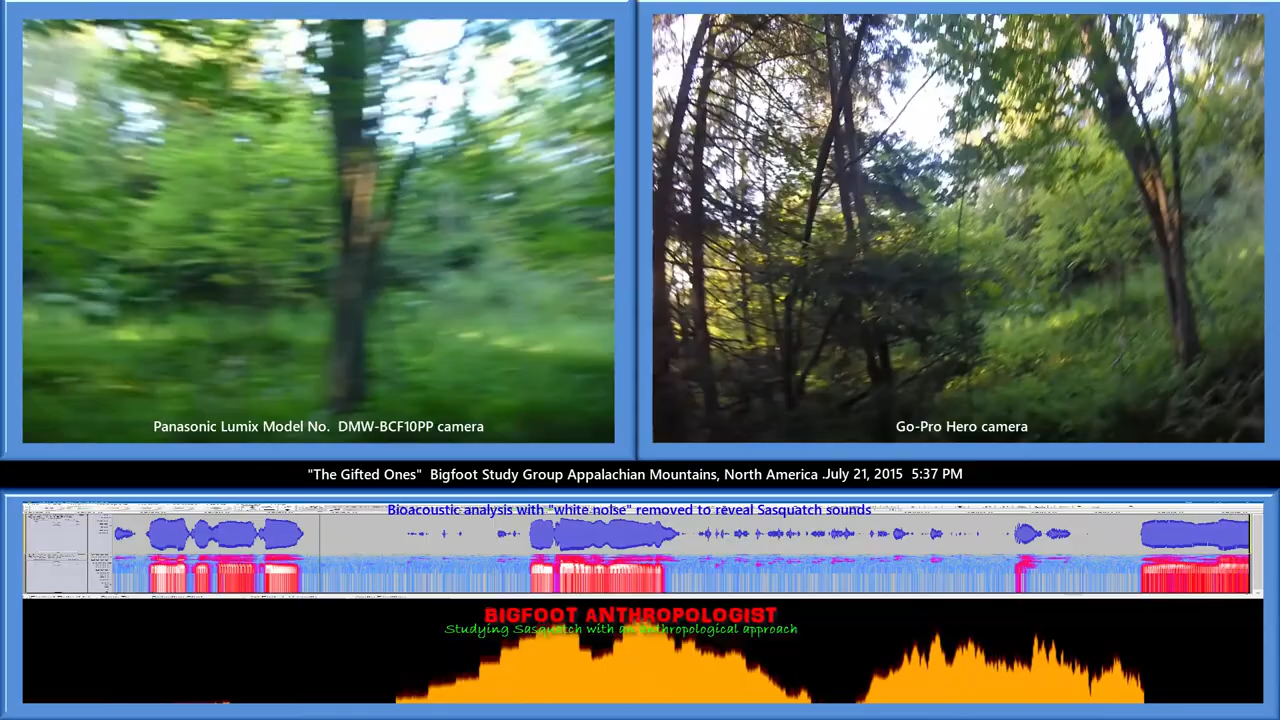 Panasonic Lumix Model No.  DMW-BCF10PP camera
Go-Pro Hero camera
"The Gifted Ones"  Bigfoot Study Group Appalachian Mountains, North America .July 21, 2015  5:37 PM
Bioacoustic analysis with "white noise" removed to reveal Sasquatch sounds
BIGFOOT ANTHROPOLOGIST
Studying Sasquatch with an anthropological approach